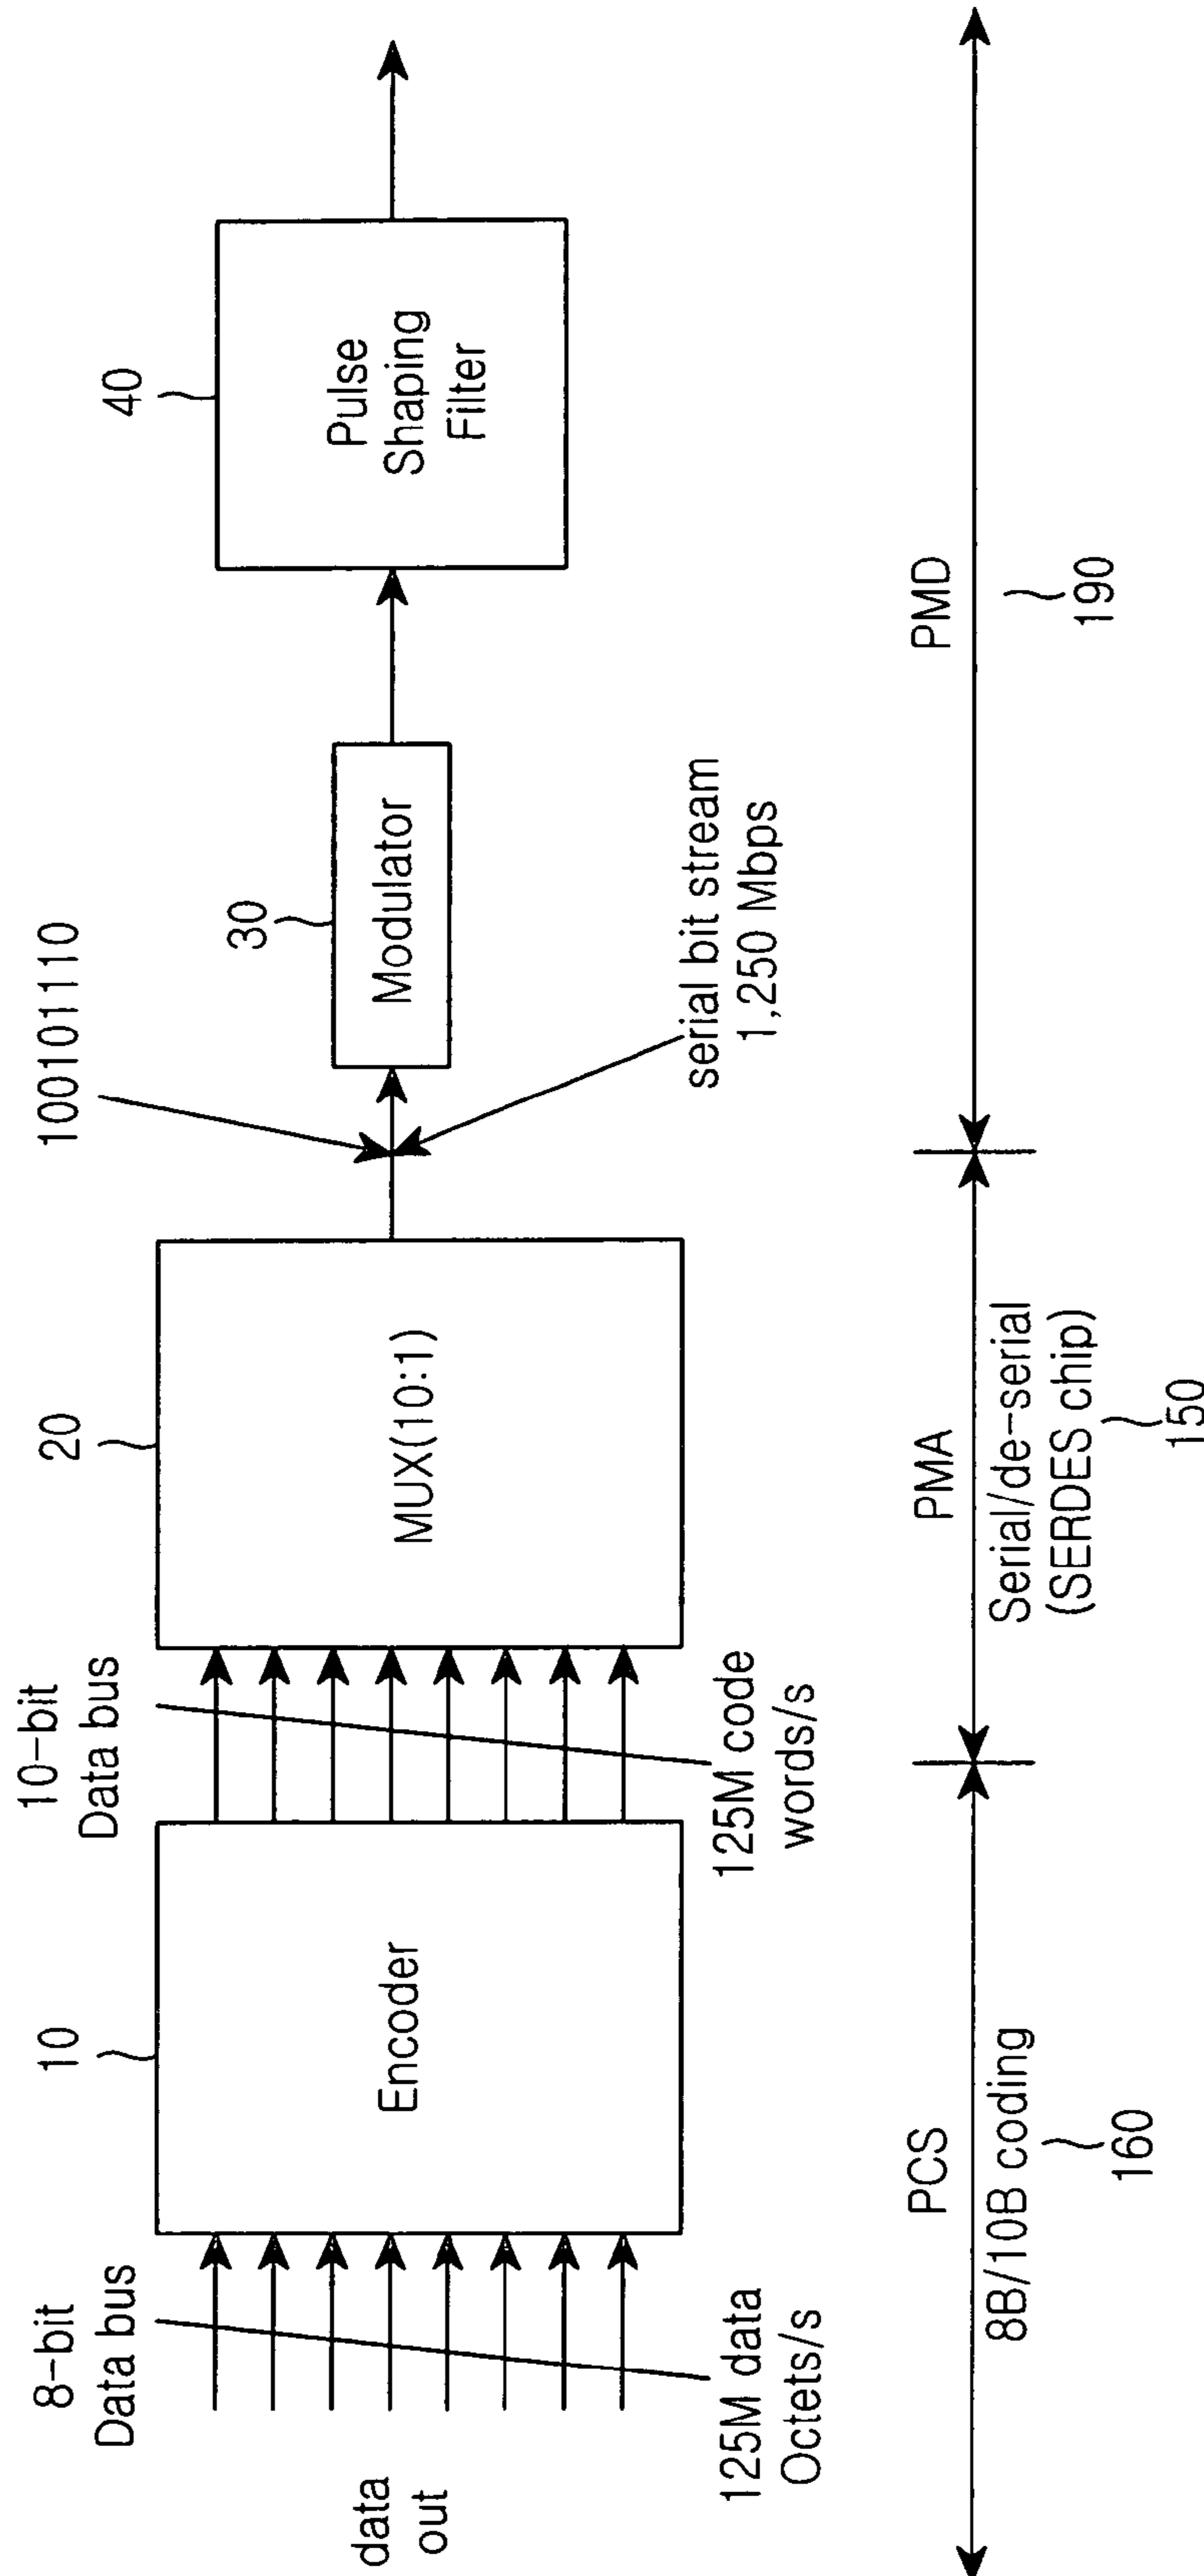 data
out
8-bit
Data bus
125M data
Octets/s
10
Encoder
10-bit
Data bus
125M code
words/s
20
MUX(10:1)
100101110
serial bit stream
1,250 Mbps
30
Modulator
40
Pulse
Shaping
Filter
PCS
8B/10B coding
160
PMA
Serial/de-serial
(SERDES chip)
150
PMD
190